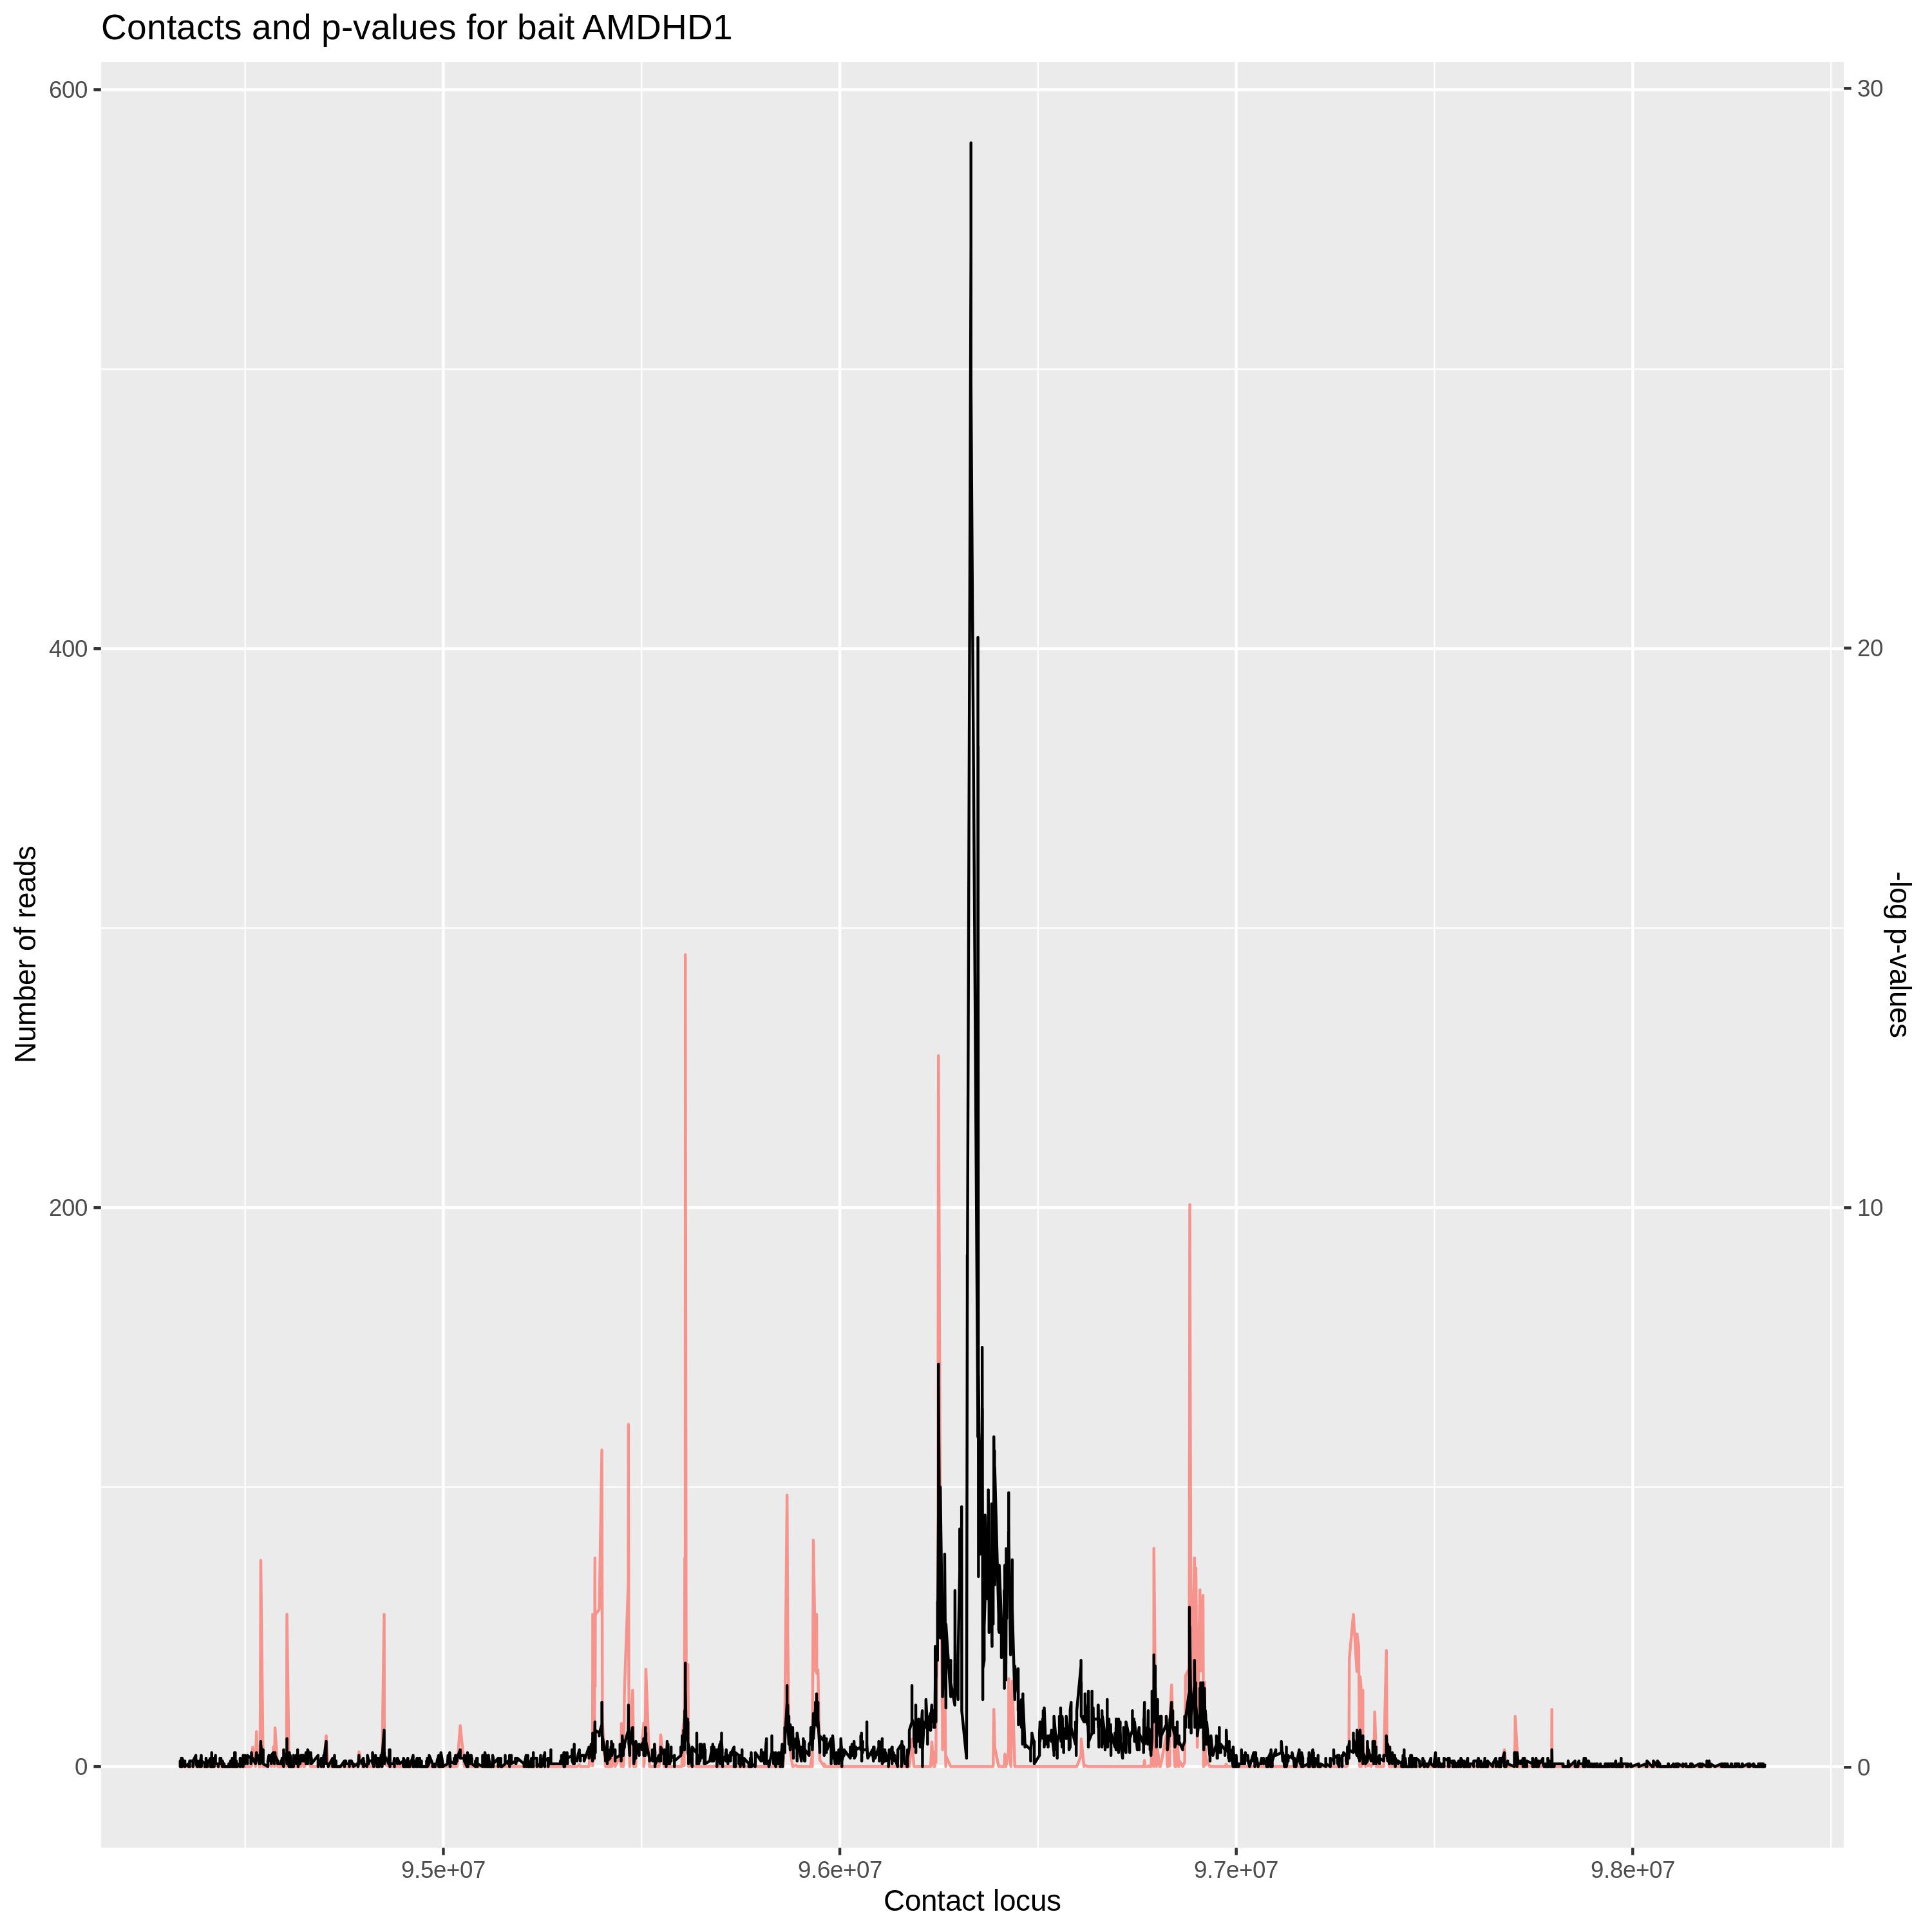 Contacts and p-values for bait AMDHD1
600
400
200
0
Number of reads
30
20
10
0
-log p-values
9.5e+07
9.6e+07
9.7e+07
9.8e+07
Contact locus